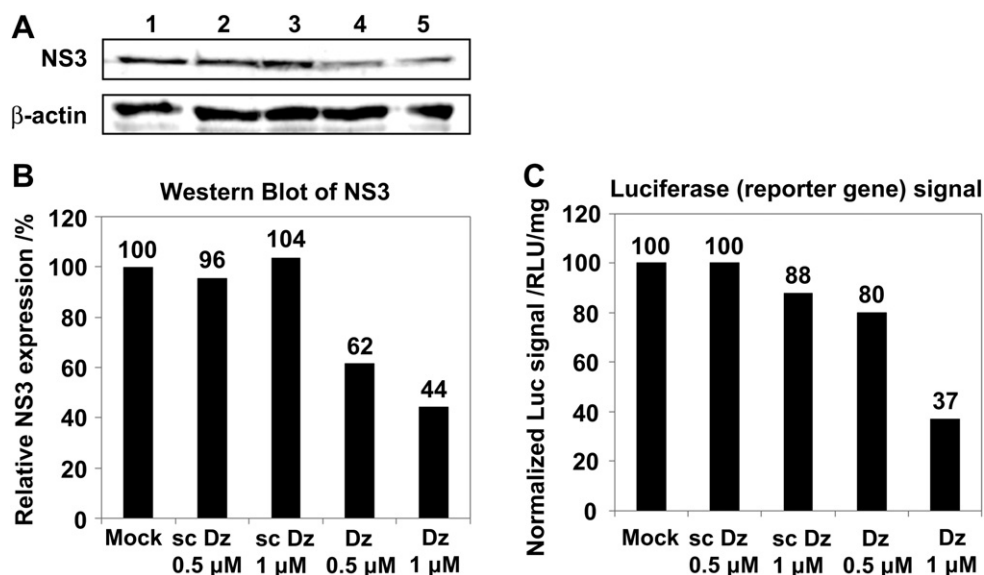 A
1 2 3 4 5
NS3
β-actin
B
Western Blot of NS3
Relative NS3 expression /%
120
100
80
60
40
20
0
100
96
104
62
44
Mock sc Dz sc Dz Dz Dz
0.5 µM 1 µM 0.5 µM 1 µM
C
Luciferase (reporter gene) signal
Normalized Luc signal /RLU/mg
120
100
80
60
40
20
0
100
100
88
80
37
Mock sc Dz sc Dz Dz Dz
0.5 µM 1 µM 0.5 µM 1 µM